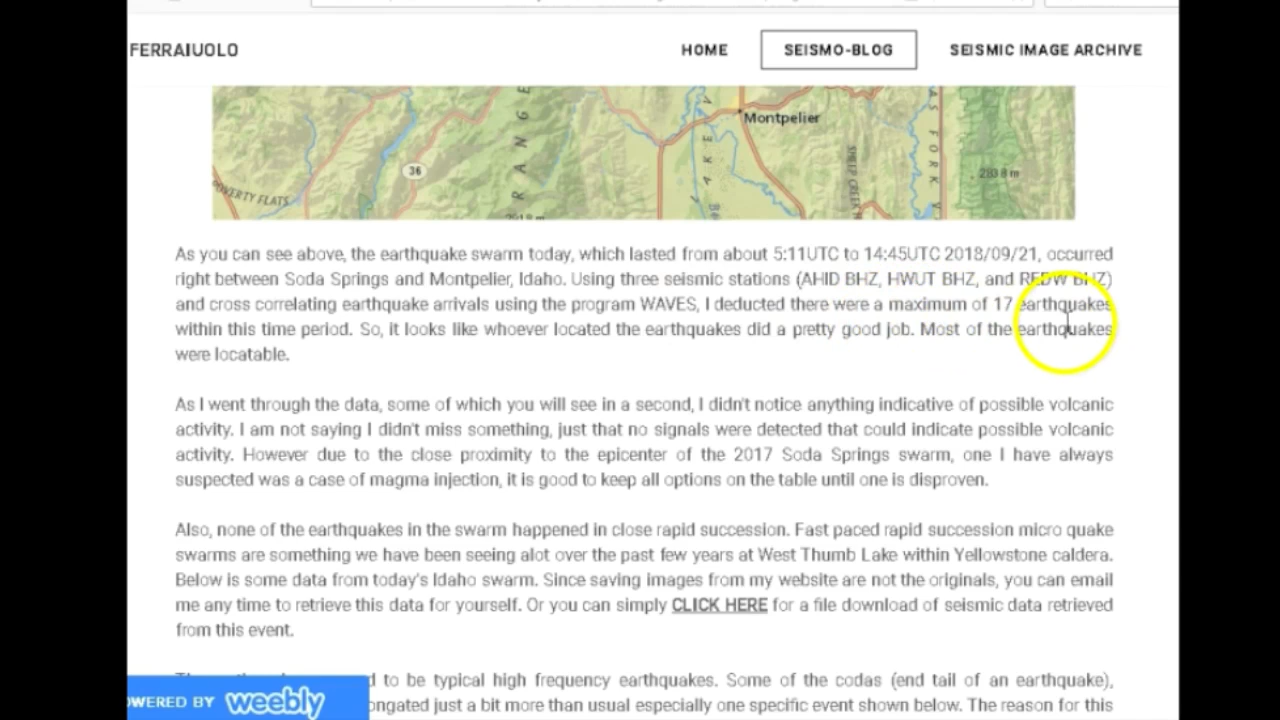 FERRAIUOLO
HOME SEISMO-BLOG SEISMIC IMAGE ARCHIVE
RANGE
AKE
AS FORK V
Montpelier
36
SHEEP CREEK H
2838 m
POVERTY FLATS
Be
As you can see above, the earthquake swarm today, which lasted from about 5:11UTC to 14:45UTC 2018/09/21, occurred
right between Soda Springs and Montpelier, Idaho. Using three seismic stations (AHID BHZ, HWUT BHZ, and REDW BHZ)
and cross correlating earthquake arrivals using the program WAVES, I deducted there were a maximum of 17 earthquakes
within this time period. So, it looks like whoever located the earthquakes did a pretty good job. Most of the earthquakes
were locatable.
As I went through the data, some of which you will see in a second, I didn't notice anything indicative of possible volcanic
activity. I am not saying I didn't miss something, just that no signals were detected that could indicate possible volcanic
activity. However due to the close proximity to the epicenter of the 2017 Soda Springs swarm, one I have always
suspected was a case of magma injection, it is good to keep all options on the table until one is disproven.
Also, none of the earthquakes in the swarm happened in close rapid succession. Fast paced rapid succession micro quake
swarms are something we have been seeing alot over the past few years at West Thumb Lake within Yellowstone caldera.
Below is some data from today's Idaho swarm. Since saving images from my website are not the originals, you can email
me any time to retrieve this data for yourself. Or you can simply CLICK HERE for a file download of seismic data retrieved
from this event.
d to be typical high frequency earthquakes. Some of the codas (end tail of an earthquake),
ongated just a bit more than usual especially one specific event shown below. The reason for this
OWERED BY weebly